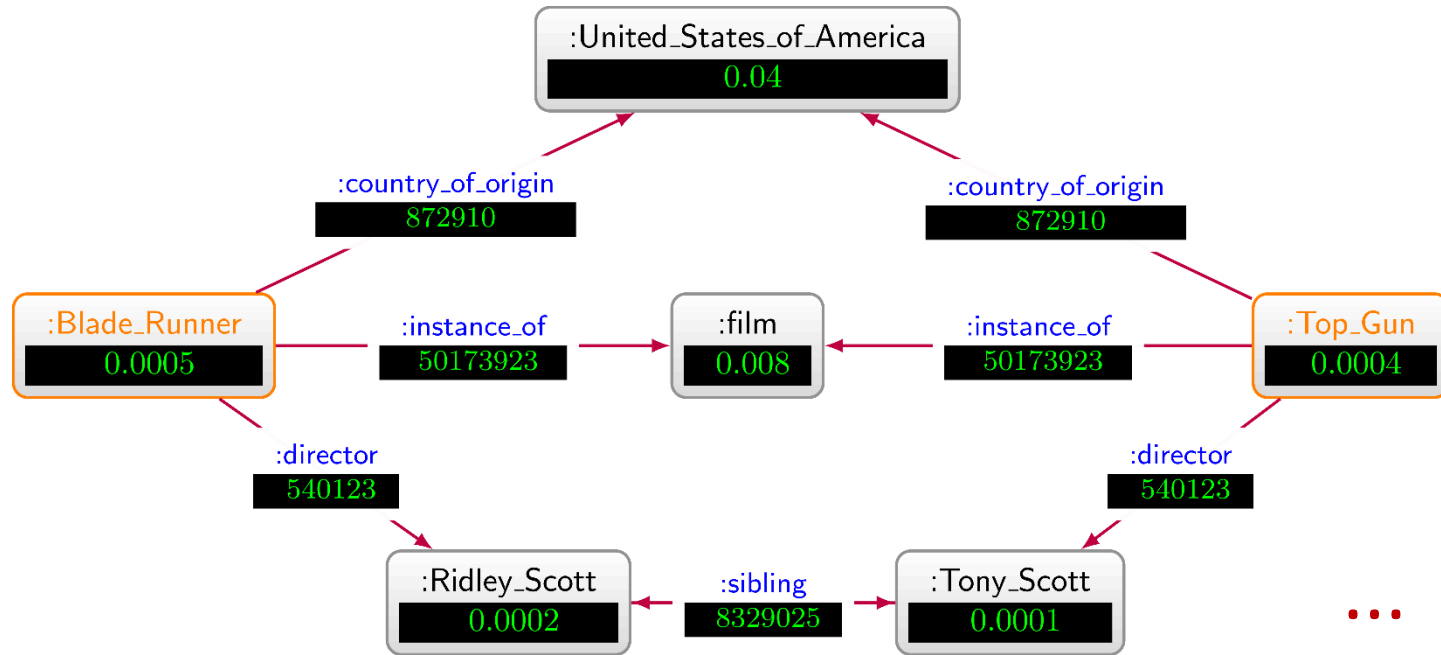 :United_States_of_America
0.04
:country_of_origin
872910
:country_of_origin
872910
:Blade_Runner
0.0005
:instance_of
50173923
:film
0.008
:instance_of
50173923
:Top_Gun
0.0004
:director
540123
:director
540123
:Ridley_Scott
0.0002
:sibling
8329025
:Tony_Scott
0.0001
...